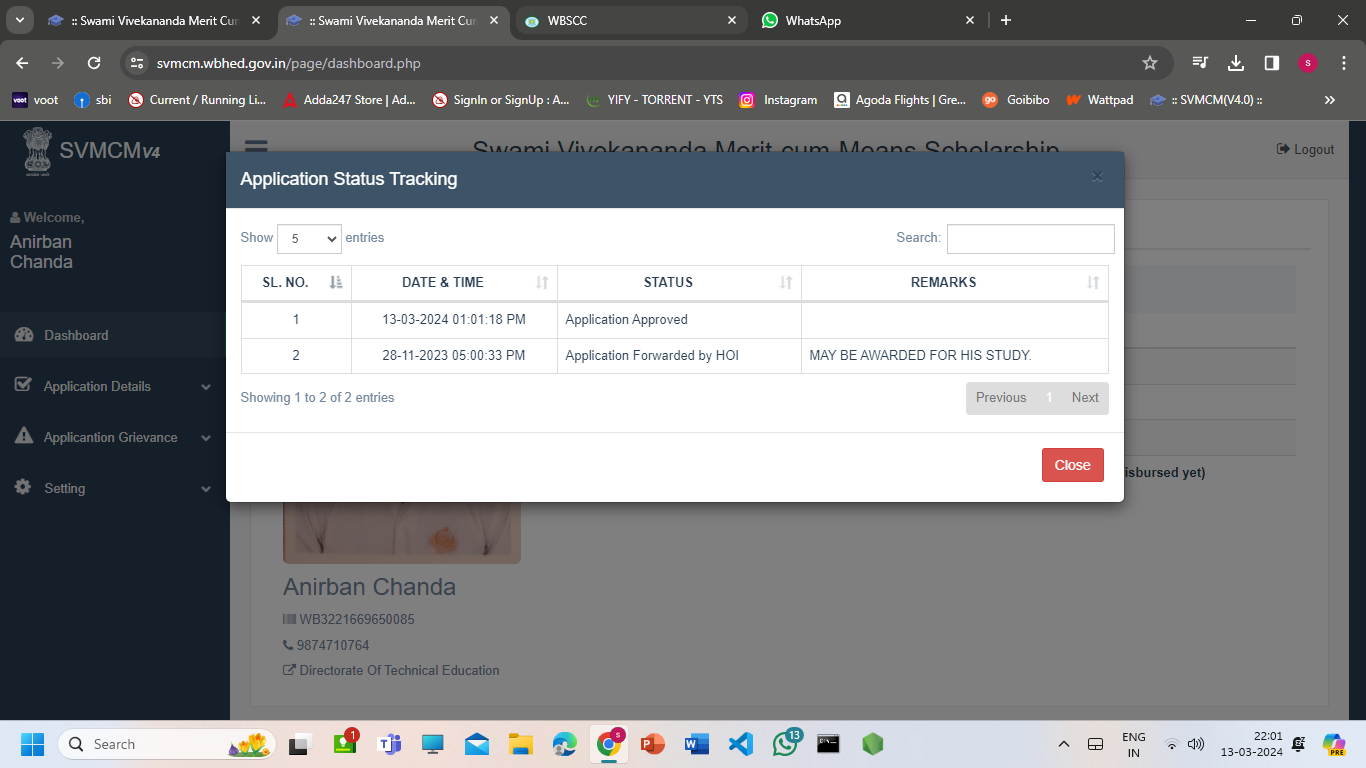 :: Swami Vivekananda Merit Cum
:: Swami Vivekananda Merit Cum
WBSCC
WhatsApp
svmcm.wbhed.gov.in/page/dashboard.php
s
voot
voot
sbi
Current / Running Li...
Adda247 Store | Ad...
SignIn or SignUp : A...
YIFY - TORRENT - YTS
Instagram
agoda
Agoda Flights | Gre...
go
Goibibo
Wattpad
:: SVMCM(V4.0) ::
SVMCMV4
Swami Vivekananda Merit-cum-Means Scholarship
Logout
Application Status Tracking
Welcome,
Anirban
Chanda
Show 5 entries
Search:
SL. NO. DATE & TIME STATUS REMARKS
1 13-03-2024 01:01:18 PM Application Approved
2 28-11-2023 05:00:33 PM Application Forwarded by HOI MAY BE AWARDED FOR HIS STUDY.
Showing 1 to 2 of 2 entries
Previous 1 Next
Close
isbursed yet)
Dashboard
Application Details
Applicantion Grievance
Setting
Anirban Chanda
WB3221669650085
9874710764
Directorate Of Technical Education
Search
1
s
13
ENG
IN
22:01
13-03-2024
PRE